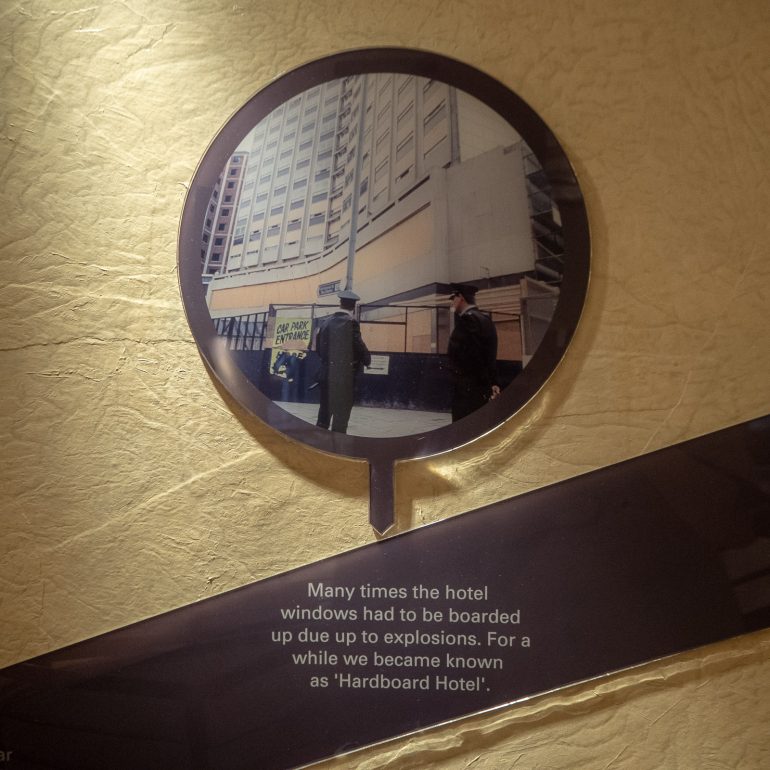 CAR PARK
ENTRANCE
Many times the hotel
windows had to be boarded
up due up to explosions. For a
while we became known
as 'Hardboard Hotel'.
ar